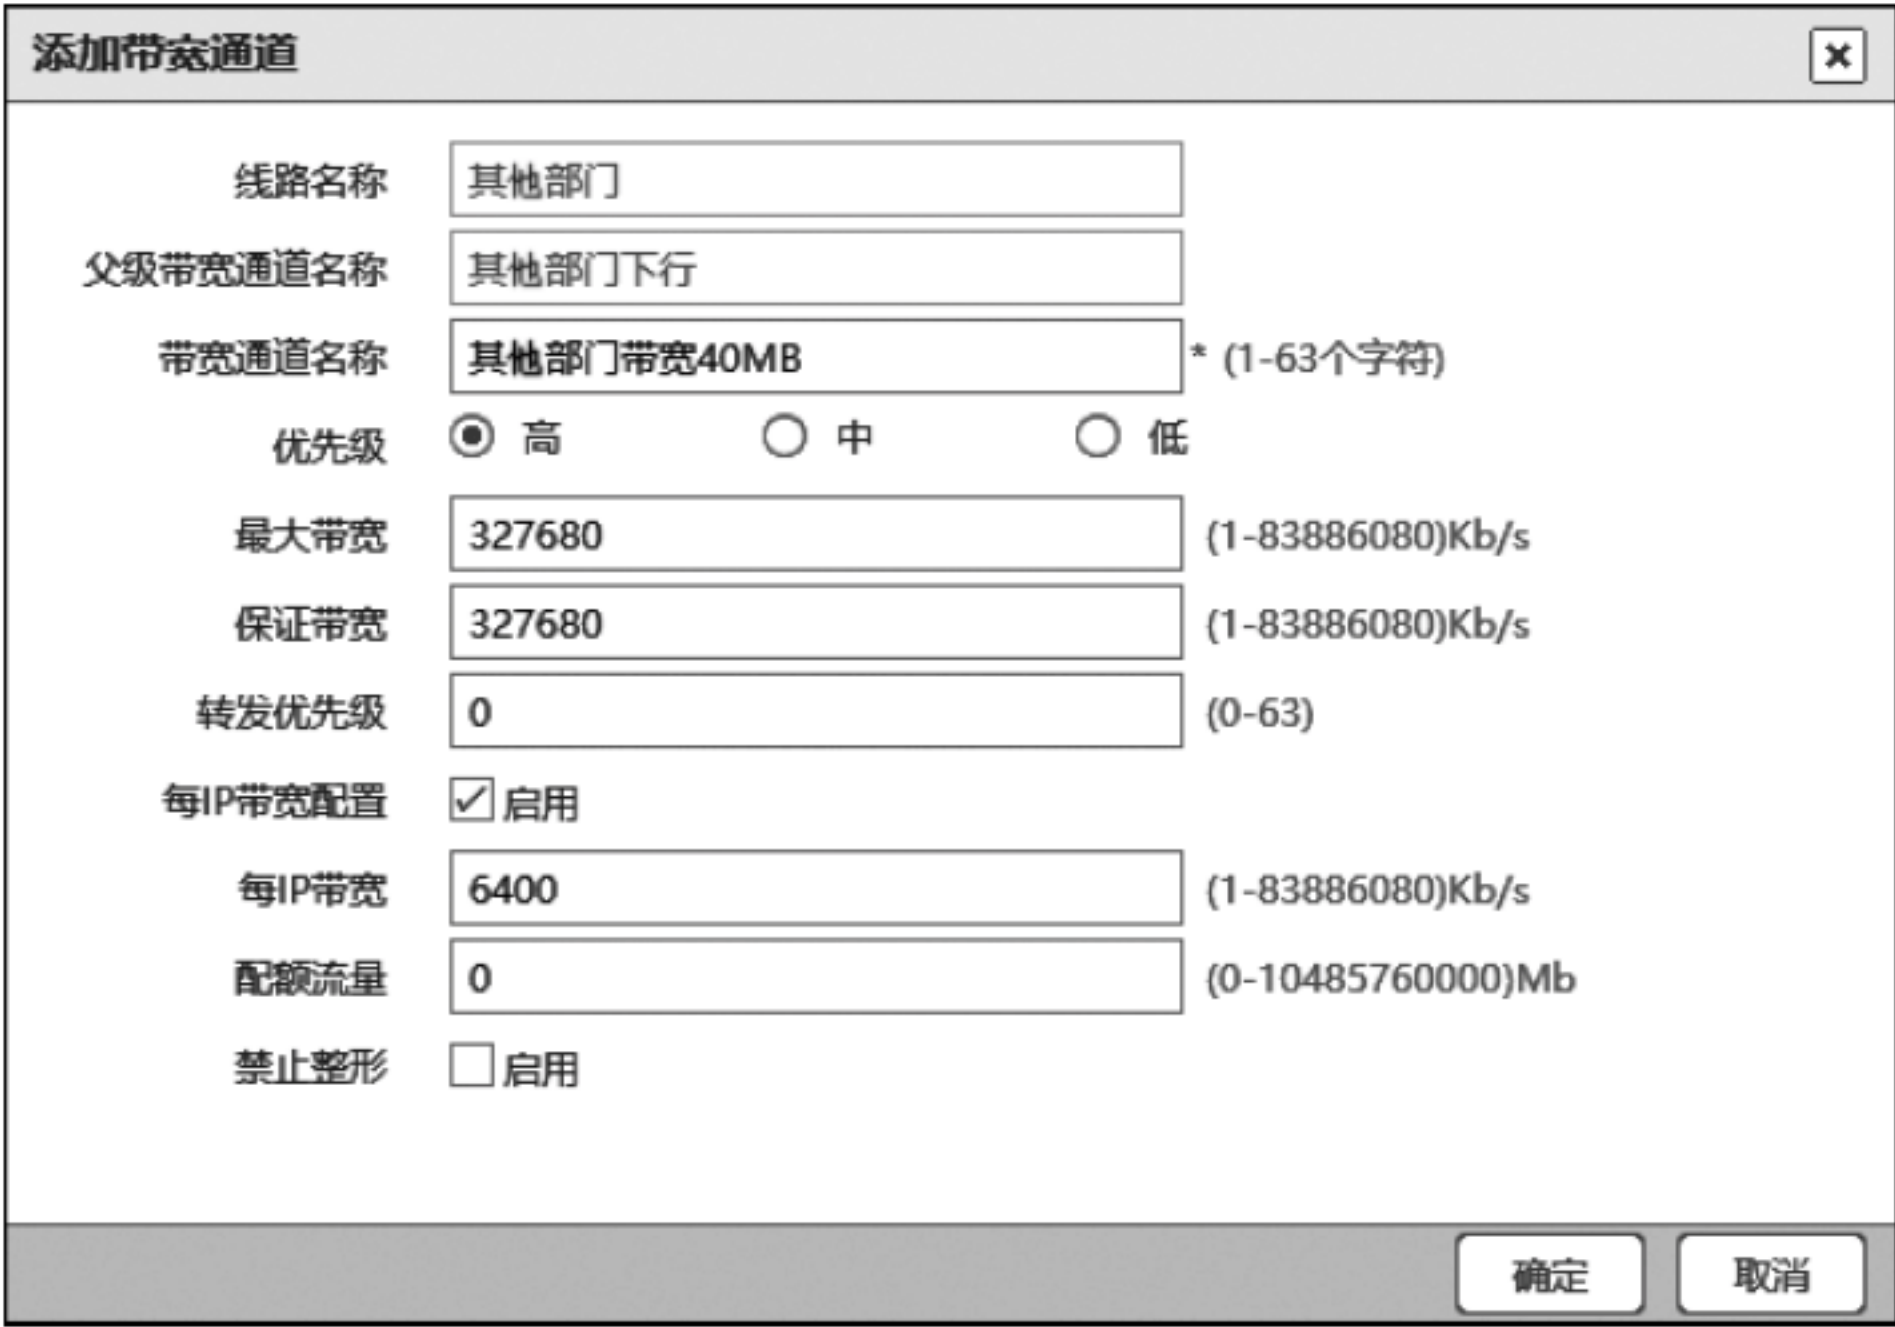 添加带宽通道
线路名称 其他部门
父级带宽通道名称 其他部门下行
带宽通道名称 其他部门带宽40MB * (1-63个字符)
优先级 高 中 低
最大带宽 327680 (1-83886080)Kb/s
保证带宽 327680 (1-83886080)Kb/s
转发优先级 0 (0-63)
每IP带宽配置 启用
每IP带宽 6400 (1-83886080)Kb/s
配额流量 0 (0-10485760000)Mb
禁止整形 启用
确定 取消